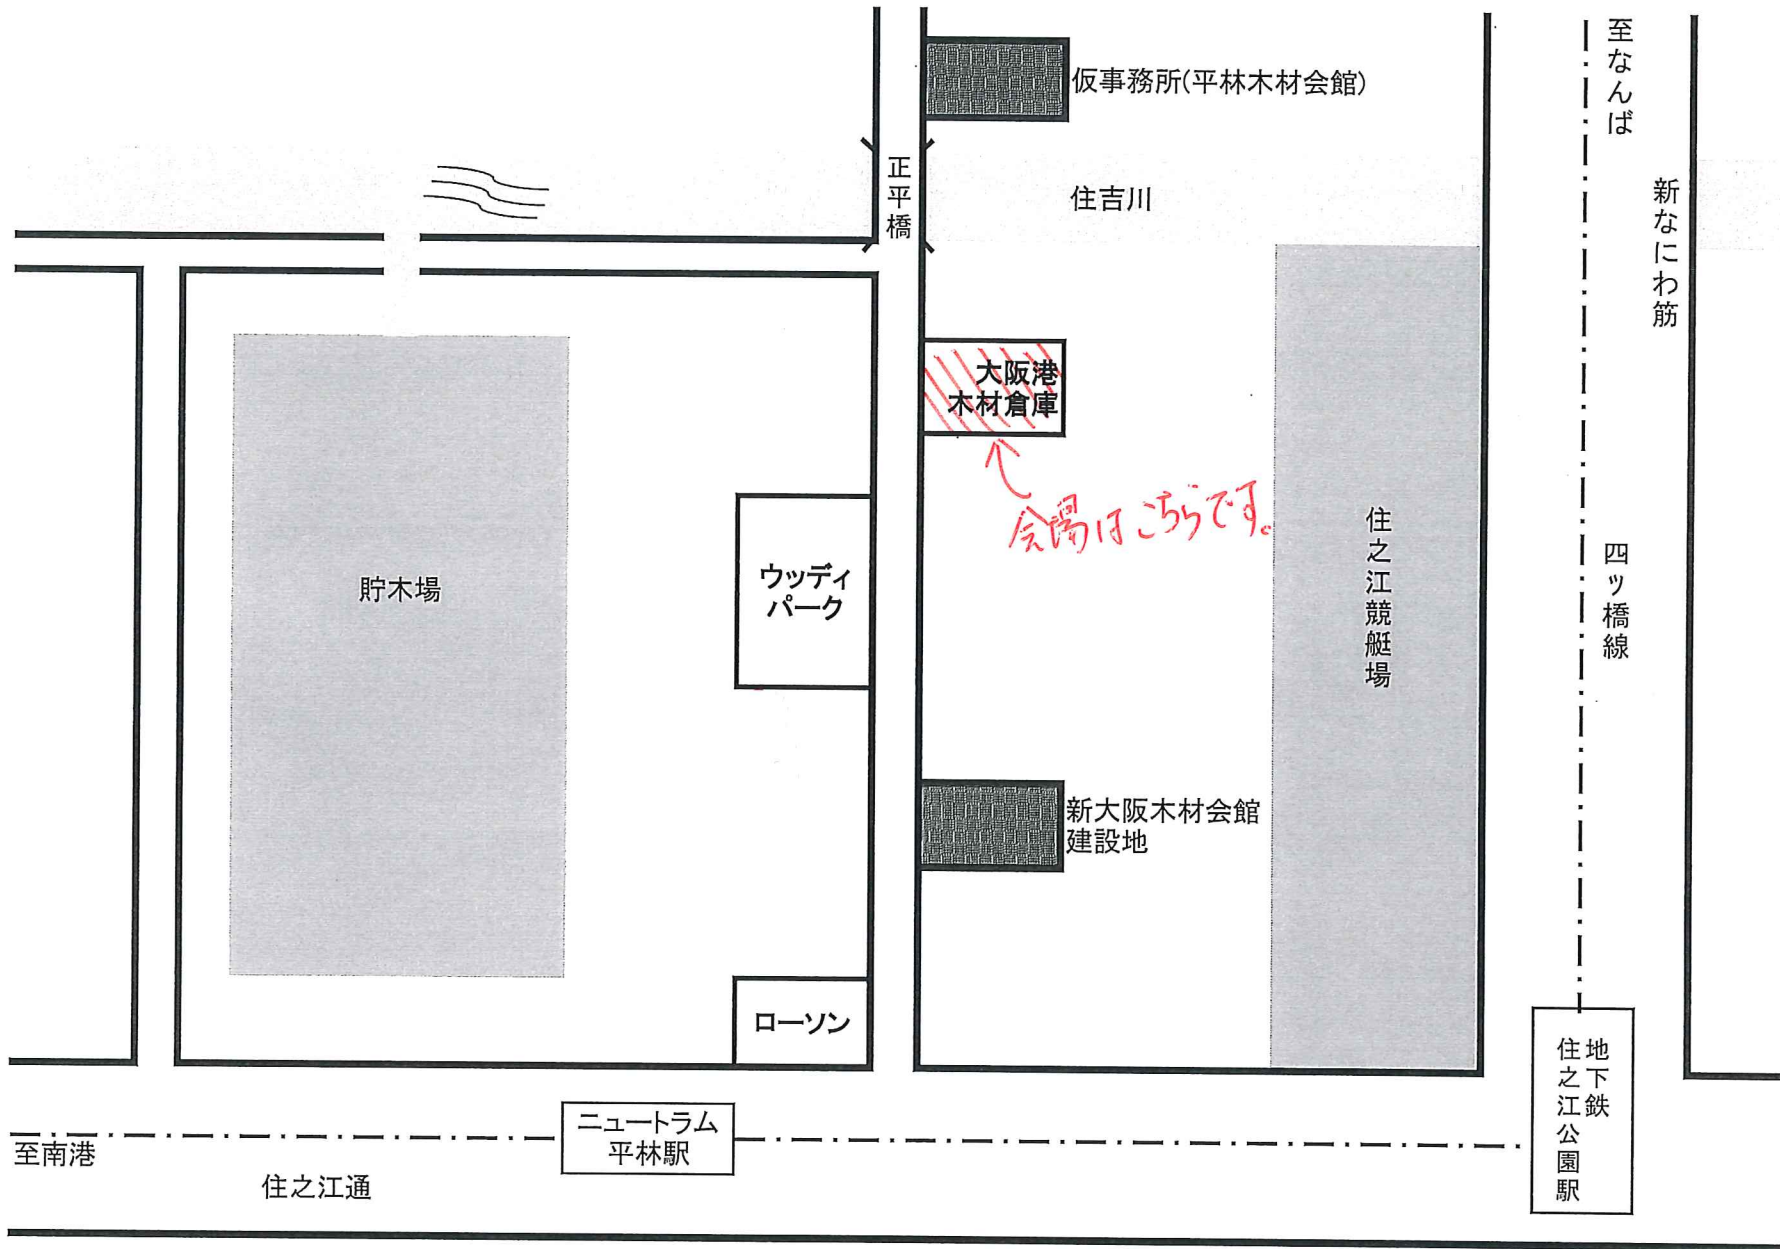 仮事務所(平林木材会館)
至なんば
正平橋
住吉川
新なにわ筋
大阪港
木材倉庫
会場はこちらです。
貯木場
ウッディ
パーク
住之江競艇場
四ッ橋線
新大阪木材会館
建設地
ローソン
地下鉄
住之江公園駅
ニュートラム
平林駅
至南港
住之江通